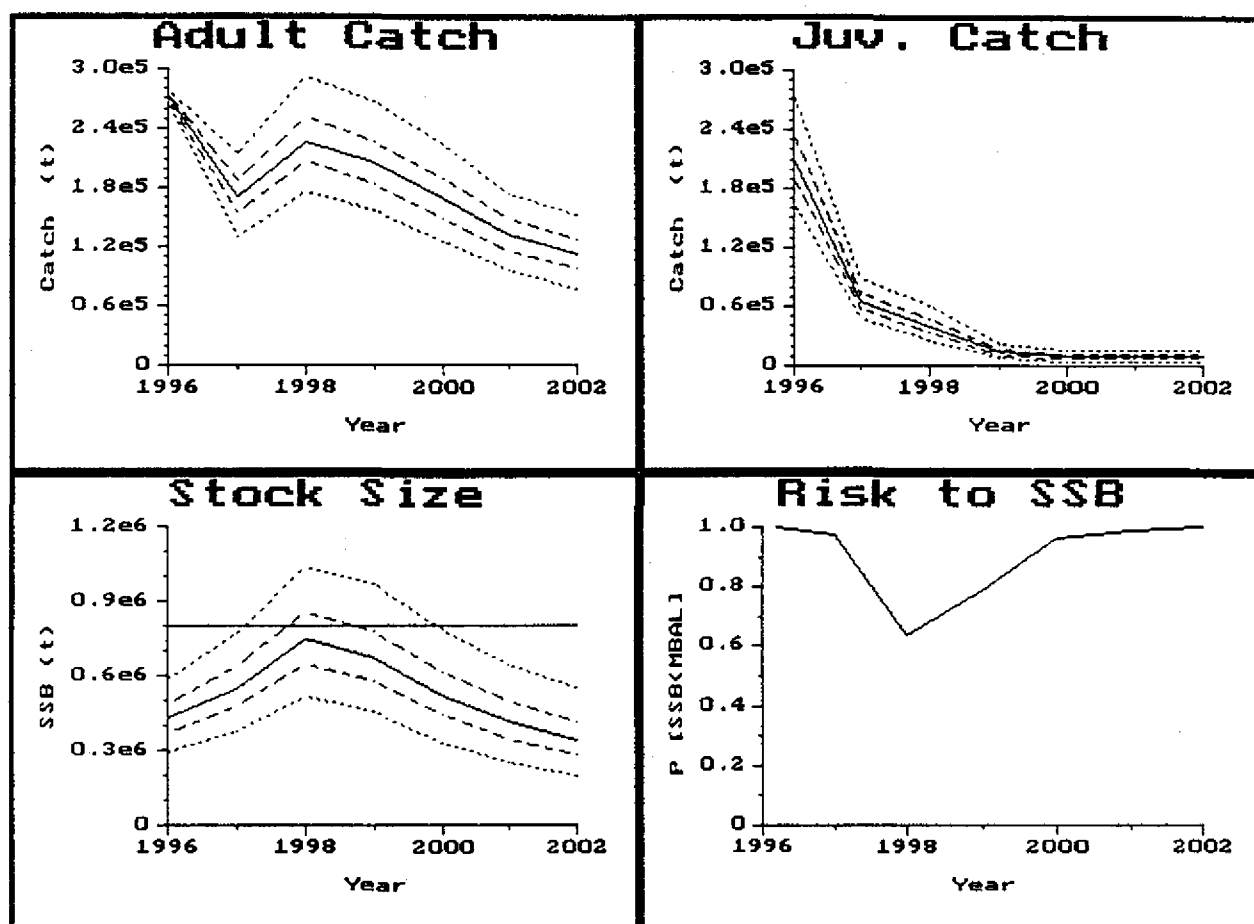 Adult Catch
3.0e5
2.4e5
1.8e5
1.2e5
0.6e5
0
Catch (t)
1996 1998 2000 2002
Year
Juv. Catch
3.0e5
2.4e5
1.8e5
1.2e5
0.6e5
0
Catch (t)
1996 1998 2000 2002
Year
Stock Size
1.2e6
0.9e6
0.6e6
0.3e6
0
SSB (t)
1996 1998 2000 2002
Year
Risk to SSB
1.0
0.8
0.6
0.4
0.2
0
P [SSB<MBAL]
1996 1998 2000 2002
Year